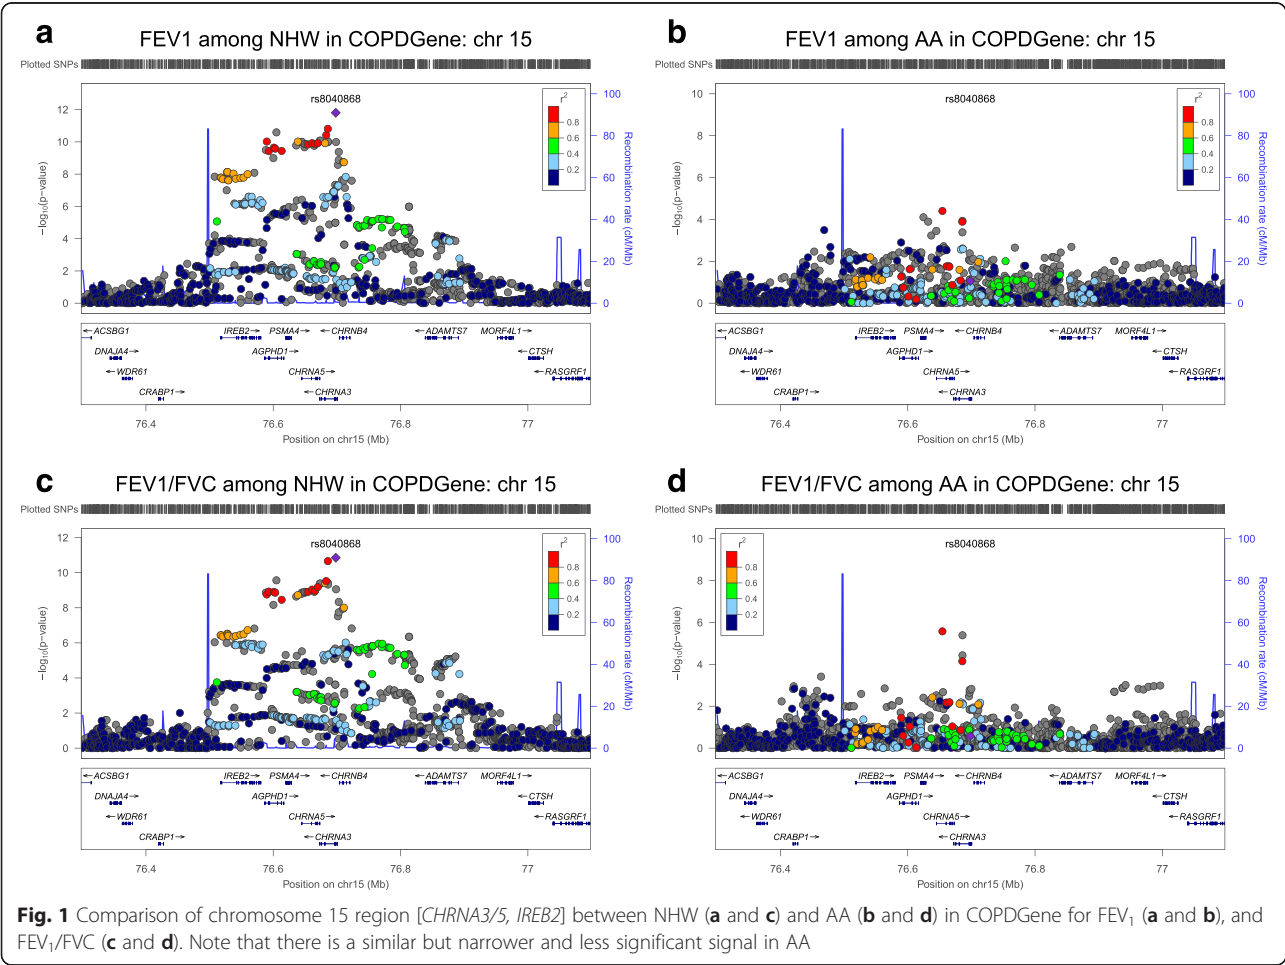 a
FEV1 among NHW in COPDGene: chr 15
Plotted SNPs
rs8040868
r²
0.8
0.6
0.4
0.2
12
10
8
6
4
2
0
−log₁₀(p−value)
100
80
60
40
20
0
Recombination rate (cM/Mb)
←ACSBG1
IREB2→
PSMA4→
←CHRNB4
←ADAMTS7
MORF4L1→
DNAJA4→
AGPHD1→
←CTSH
←WDR61
CHRNA5→
←RASGRF1
CRABP1→
←CHRNA3
76.4
76.6
76.8
77
Position on chr15 (Mb)
b
FEV1 among AA in COPDGene: chr 15
Plotted SNPs
rs8040868
r²
0.8
0.6
0.4
0.2
10
8
6
4
2
0
−log₁₀(p−value)
100
80
60
40
20
0
Recombination rate (cM/Mb)
←ACSBG1
IREB2→
PSMA4→
←CHRNB4
←ADAMTS7
MORF4L1→
DNAJA4→
AGPHD1→
←CTSH
←WDR61
CHRNA5→
←RASGRF1
CRABP1→
←CHRNA3
76.4
76.6
76.8
77
Position on chr15 (Mb)
c
FEV1/FVC among NHW in COPDGene: chr 15
Plotted SNPs
rs8040868
r²
0.8
0.6
0.4
0.2
12
10
8
6
4
2
0
−log₁₀(p−value)
100
80
60
40
20
0
Recombination rate (cM/Mb)
←ACSBG1
IREB2→
PSMA4→
←CHRNB4
←ADAMTS7
MORF4L1→
DNAJA4→
AGPHD1→
←CTSH
←WDR61
CHRNA5→
←RASGRF1
CRABP1→
←CHRNA3
76.4
76.6
76.8
77
Position on chr15 (Mb)
d
FEV1/FVC among AA in COPDGene: chr 15
Plotted SNPs
rs8040868
r²
0.8
0.6
0.4
0.2
10
8
6
4
2
0
−log₁₀(p−value)
100
80
60
40
20
0
Recombination rate (cM/Mb)
←ACSBG1
IREB2→
PSMA4→
←CHRNB4
←ADAMTS7
MORF4L1→
DNAJA4→
AGPHD1→
←CTSH
←WDR61
CHRNA5→
←RASGRF1
CRABP1→
←CHRNA3
76.4
76.6
76.8
77
Position on chr15 (Mb)
Fig. 1 Comparison of chromosome 15 region [CHRNA3/5, IREB2] between NHW (a and c) and AA (b and d) in COPDGene for FEV₁ (a and b), and
FEV₁/FVC (c and d). Note that there is a similar but narrower and less significant signal in AA